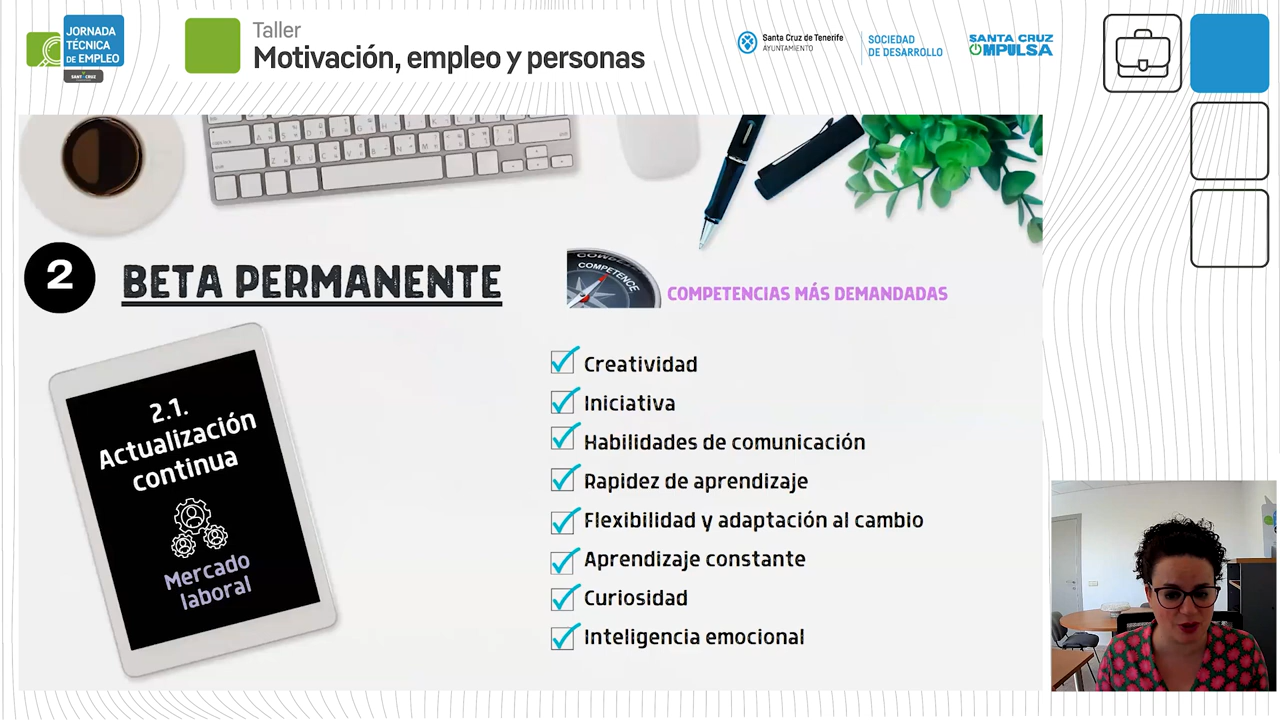 JORNADA
TÉCNICA
DE EMPLEO
Taller
Motivación, empleo y personas
Santa Cruz de Tenerife
AYUNTAMIENTO
SOCIEDAD
DE DESARROLLO
SANTA CRUZ
IMPULSA
2
BETA PERMANENTE
COMPETENCE
COMPETENCIAS MÁS DEMANDADAS
2.1.
Actualización
continua
Mercado
laboral
Creatividad
Iniciativa
Habilidades de comunicación
Rapidez de aprendizaje
Flexibilidad y adaptación al cambio
Aprendizaje constante
Curiosidad
Inteligencia emocional